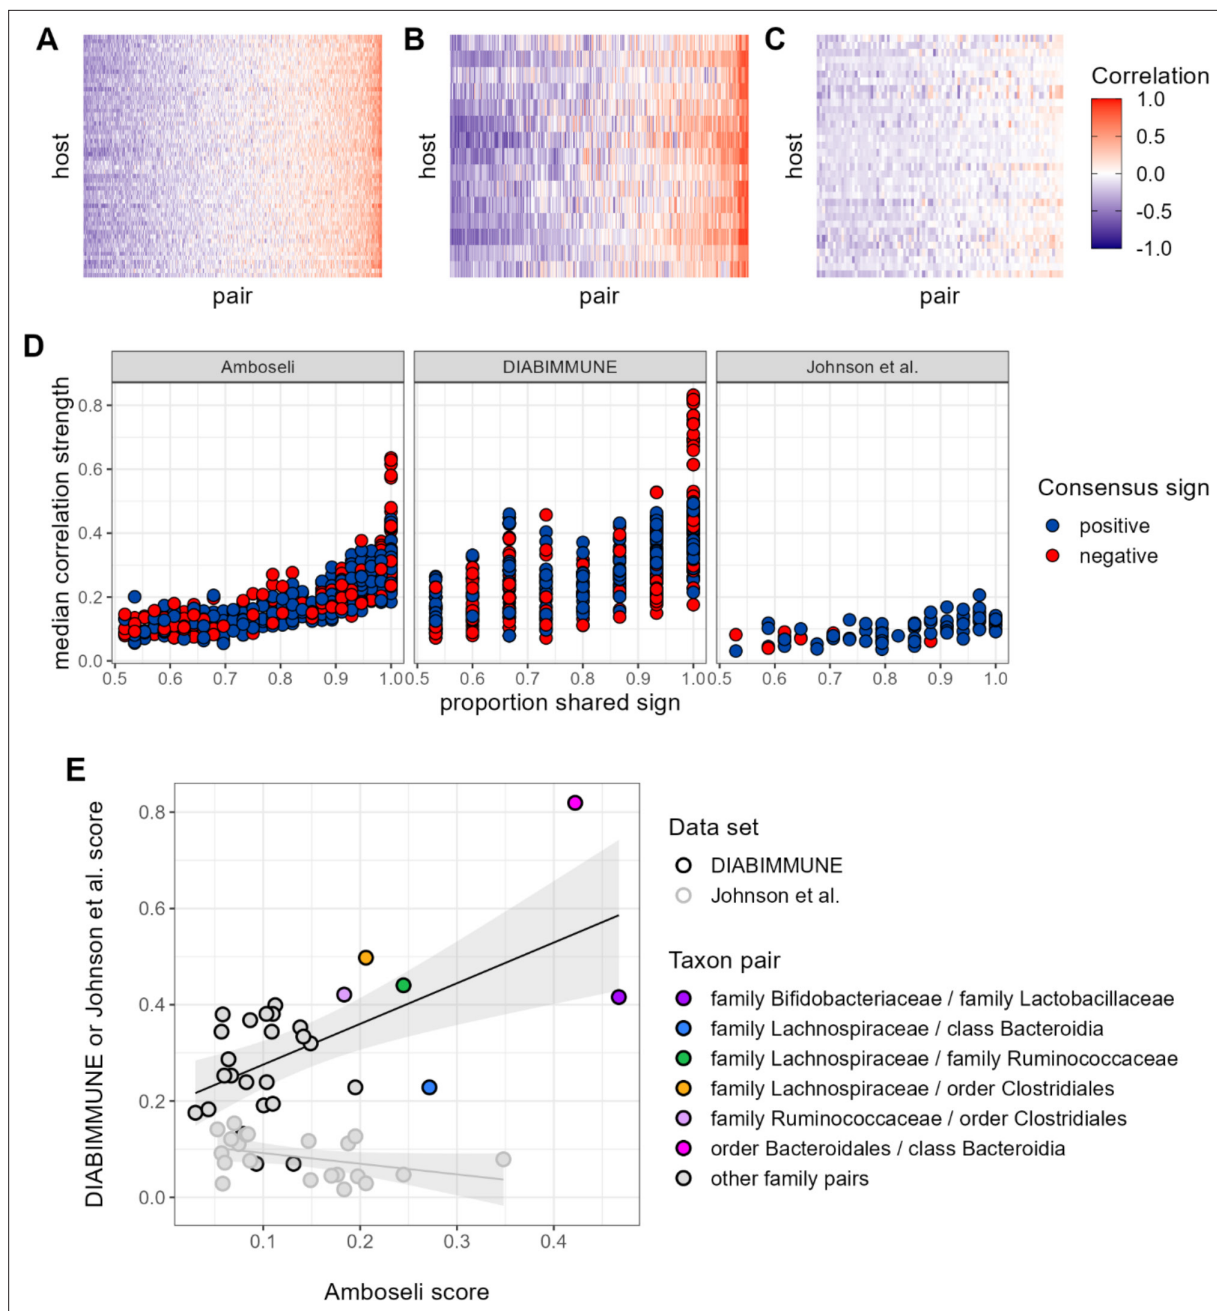 A
B
C
host
pair
host
pair
host
pair
Correlation
1.0
0.5
0.0
-0.5
-1.0
D
Amboseli
DIABIMMUNE
Johnson et al.
median correlation strength
0.8
0.6
0.4
0.2
0.0
0.5 0.6 0.7 0.8 0.9 1.0
0.5 0.6 0.7 0.8 0.9 1.0
0.5 0.6 0.7 0.8 0.9 1.0
proportion shared sign
Consensus sign
positive
negative
E
DIABIMMUNE or Johnson et al. score
0.8
0.6
0.4
0.2
0.0
0.1 0.2 0.3 0.4
Amboseli score
Data set
DIABIMMUNE
Johnson et al.
Taxon pair
family Bifidobacteriaceae / family Lactobacillaceae
family Lachnospiraceae / class Bacteroidia
family Lachnospiraceae / family Ruminococcaceae
family Lachnospiraceae / order Clostridiales
family Ruminococcaceae / order Clostridiales
order Bacteroidales / class Bacteroidia
other family pairs